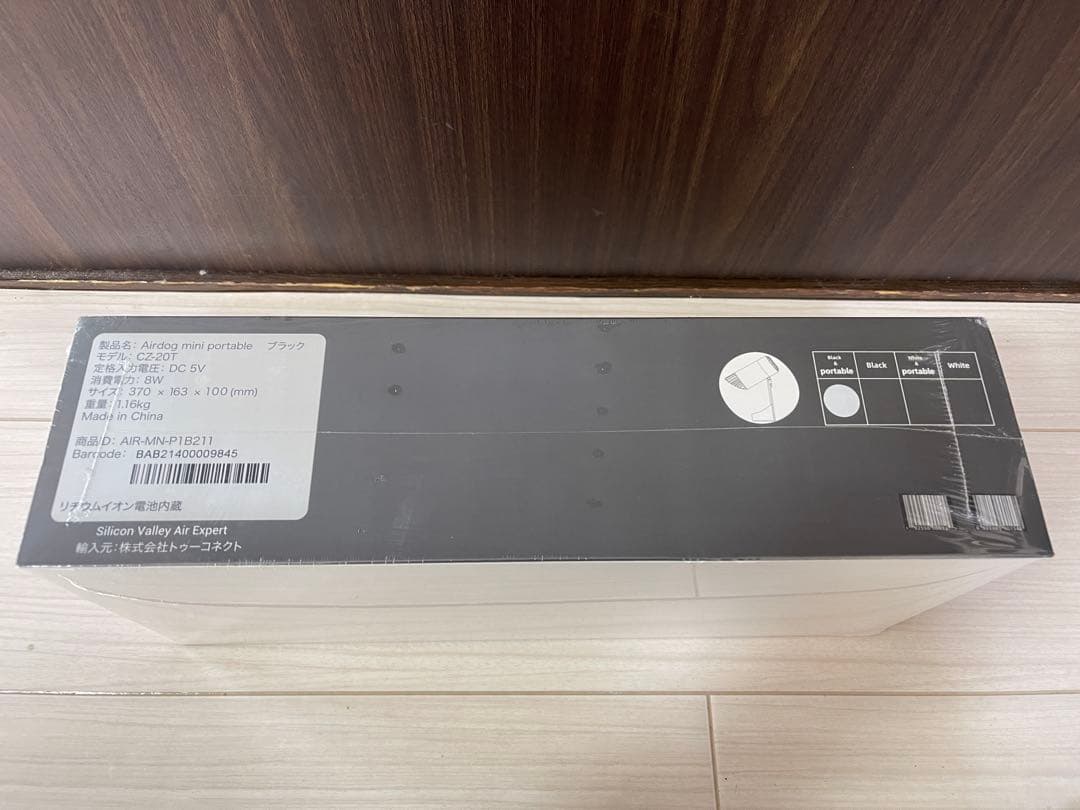 製品名: Airdog mini portable ブラック
モデル: CZ-20T
定格入力電圧: DC 5V
消費電力: 8W
サイズ: 370 × 163 × 100 (mm)
重量: 1.16kg
Made in China
商品ID: AIR-MN-P1B211
Barcode: BAB21400009845
リチウムイオン電池内蔵
Silicon Valley Air Expert
輸入元: 株式会社トゥーコネクト
Black & portable
Black
White & portable
White